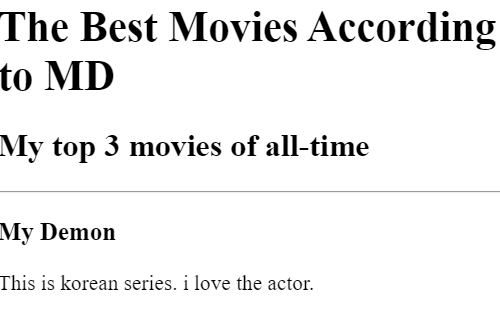 The Best Movies According
to MD
My top 3 movies of all-time
My Demon
This is korean series. i love the actor.